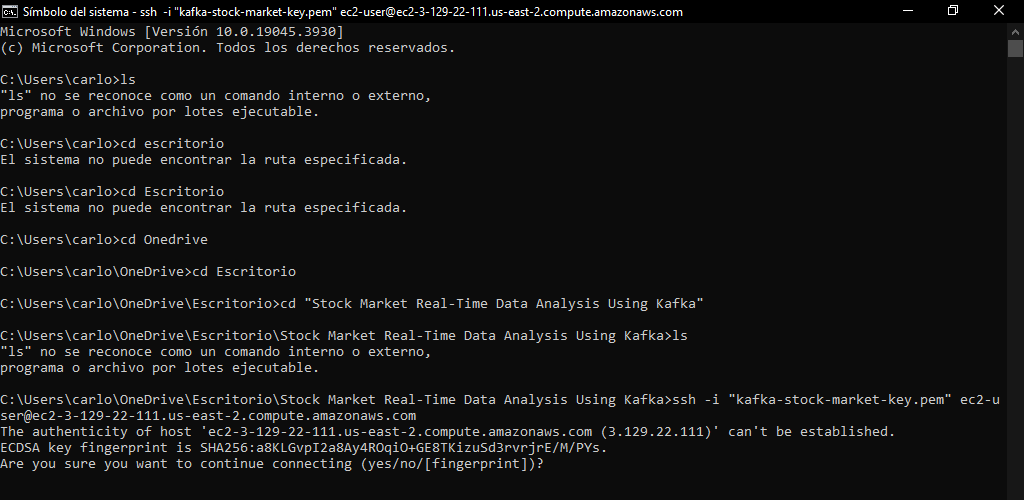 Símbolo del sistema - ssh -i "kafka-stock-market-key.pem" ec2-user@ec2-3-129-22-111.us-east-2.compute.amazonaws.com
Microsoft Windows [Versión 10.0.19045.3930]
(c) Microsoft Corporation. Todos los derechos reservados.
C:\Users\carlo>ls
"ls" no se reconoce como un comando interno o externo,
programa o archivo por lotes ejecutable.
C:\Users\carlo>cd escritorio
El sistema no puede encontrar la ruta especificada.
C:\Users\carlo>cd Escritorio
El sistema no puede encontrar la ruta especificada.
C:\Users\carlo>cd Onedrive
C:\Users\carlo\OneDrive>cd Escritorio
C:\Users\carlo\OneDrive\Escritorio>cd "Stock Market Real-Time Data Analysis Using Kafka"
C:\Users\carlo\OneDrive\Escritorio\Stock Market Real-Time Data Analysis Using Kafka>ls
"ls" no se reconoce como un comando interno o externo,
programa o archivo por lotes ejecutable.
C:\Users\carlo\OneDrive\Escritorio\Stock Market Real-Time Data Analysis Using Kafka>ssh -i "kafka-stock-market-key.pem" ec2-u
ser@ec2-3-129-22-111.us-east-2.compute.amazonaws.com
The authenticity of host 'ec2-3-129-22-111.us-east-2.compute.amazonaws.com (3.129.22.111)' can't be established.
ECDSA key fingerprint is SHA256:a8KLGvpI2a8Ay4ROqiO+GE8TKizuSd3rvrjrE/M/PYs.
Are you sure you want to continue connecting (yes/no/[fingerprint])?